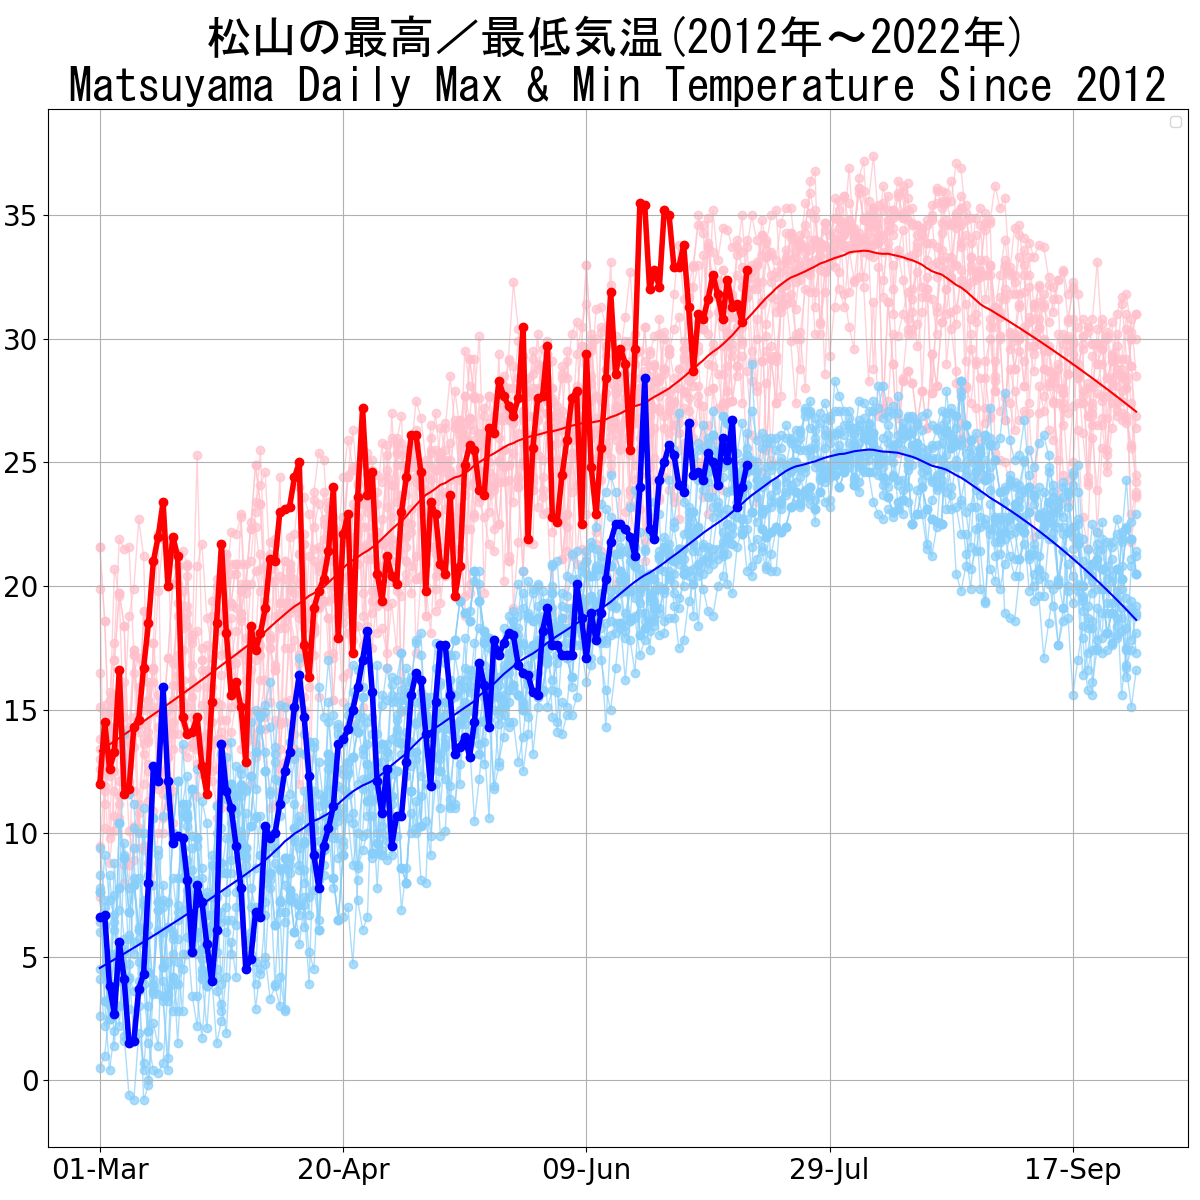 松山の最高／最低気温(2012年～2022年)
Matsuyama Daily Max & Min Temperature Since 2012
35
30
25
20
15
10
5
0
01-Mar 20-Apr 09-Jun 29-Jul 17-Sep